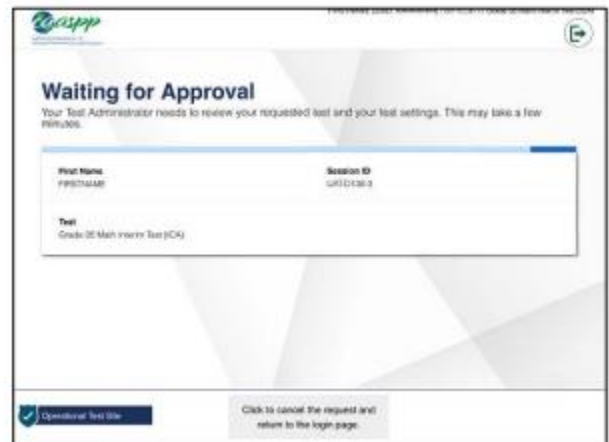 caaspp
Waiting for Approval
Your Test Administrator needs to review your requested test and your test settings. This may take a few
minutes.
First Name
FIRSTNAME
Session ID
Test
Grade 05 Math Interim Test (ICA)
Operational Test Site
Click to cancel the request and
return to the login page.